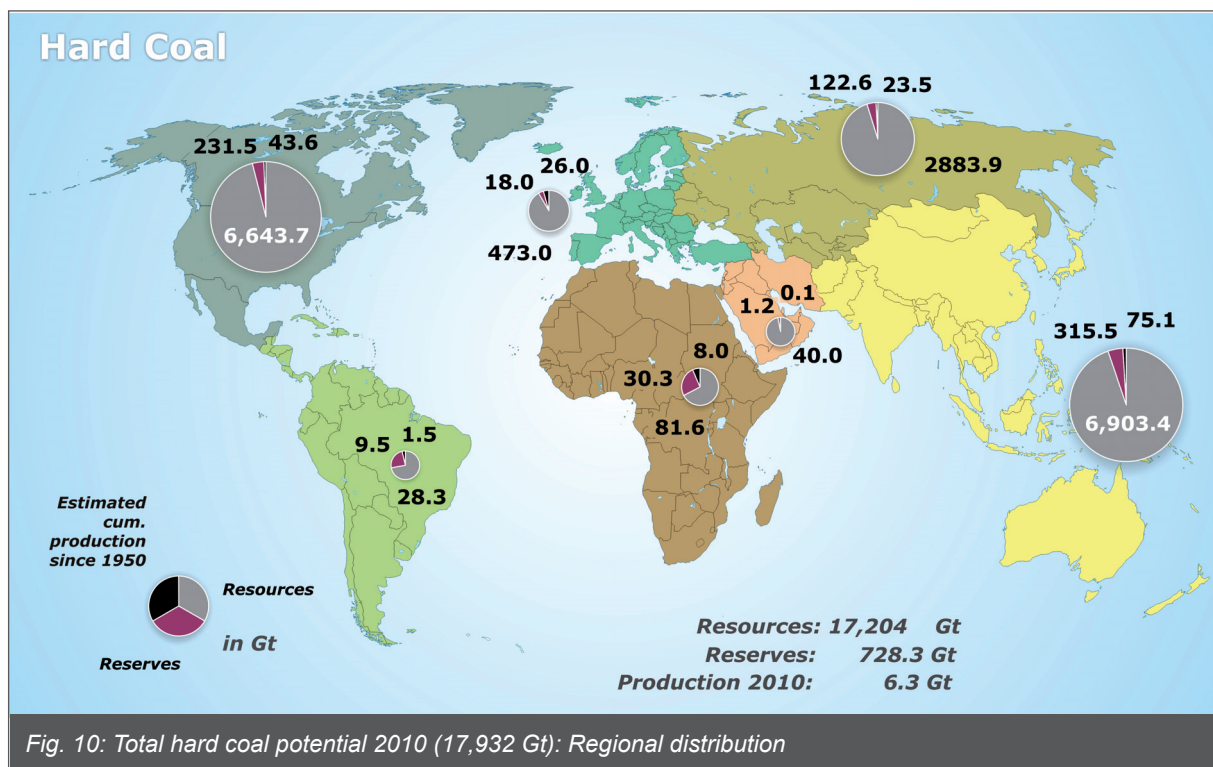 Hard Coal
231.5 43.6
6,643.7
18.0 26.0
473.0
122.6 23.5
2883.9
1.2 0.1
40.0
8.0
30.3
81.6
315.5 75.1
6,903.4
9.5 1.5
28.3
Estimated
cum.
production
since 1950
Resources
Reserves
in Gt
Resources: 17,204 Gt
Reserves: 728.3 Gt
Production 2010: 6.3 Gt
Fig. 10: Total hard coal potential 2010 (17,932 Gt): Regional distribution